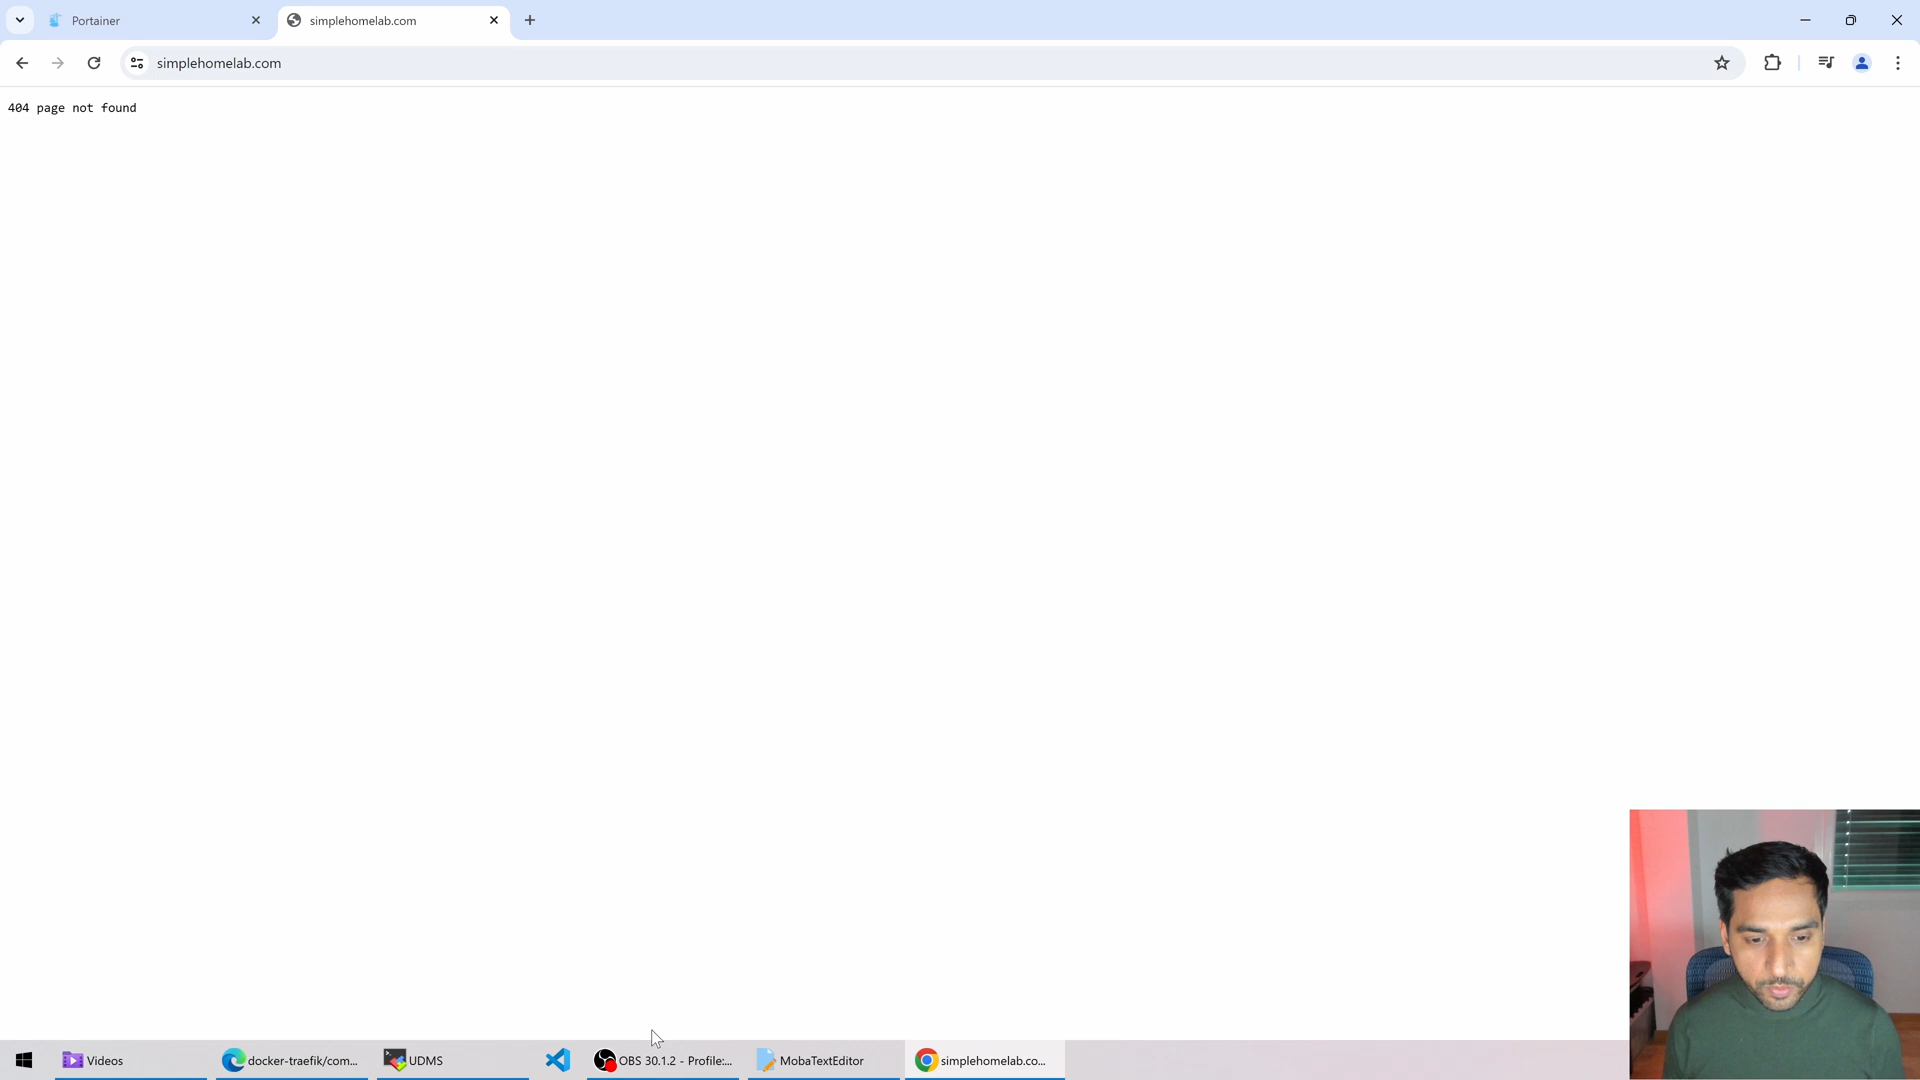 Portainer
simplehomelab.com
simplehomelab.com
404 page not found
Videos
docker-traefik/com...
UDMS
OBS 30.1.2 - Profile:...
MobaTextEditor
simplehomelab.co...